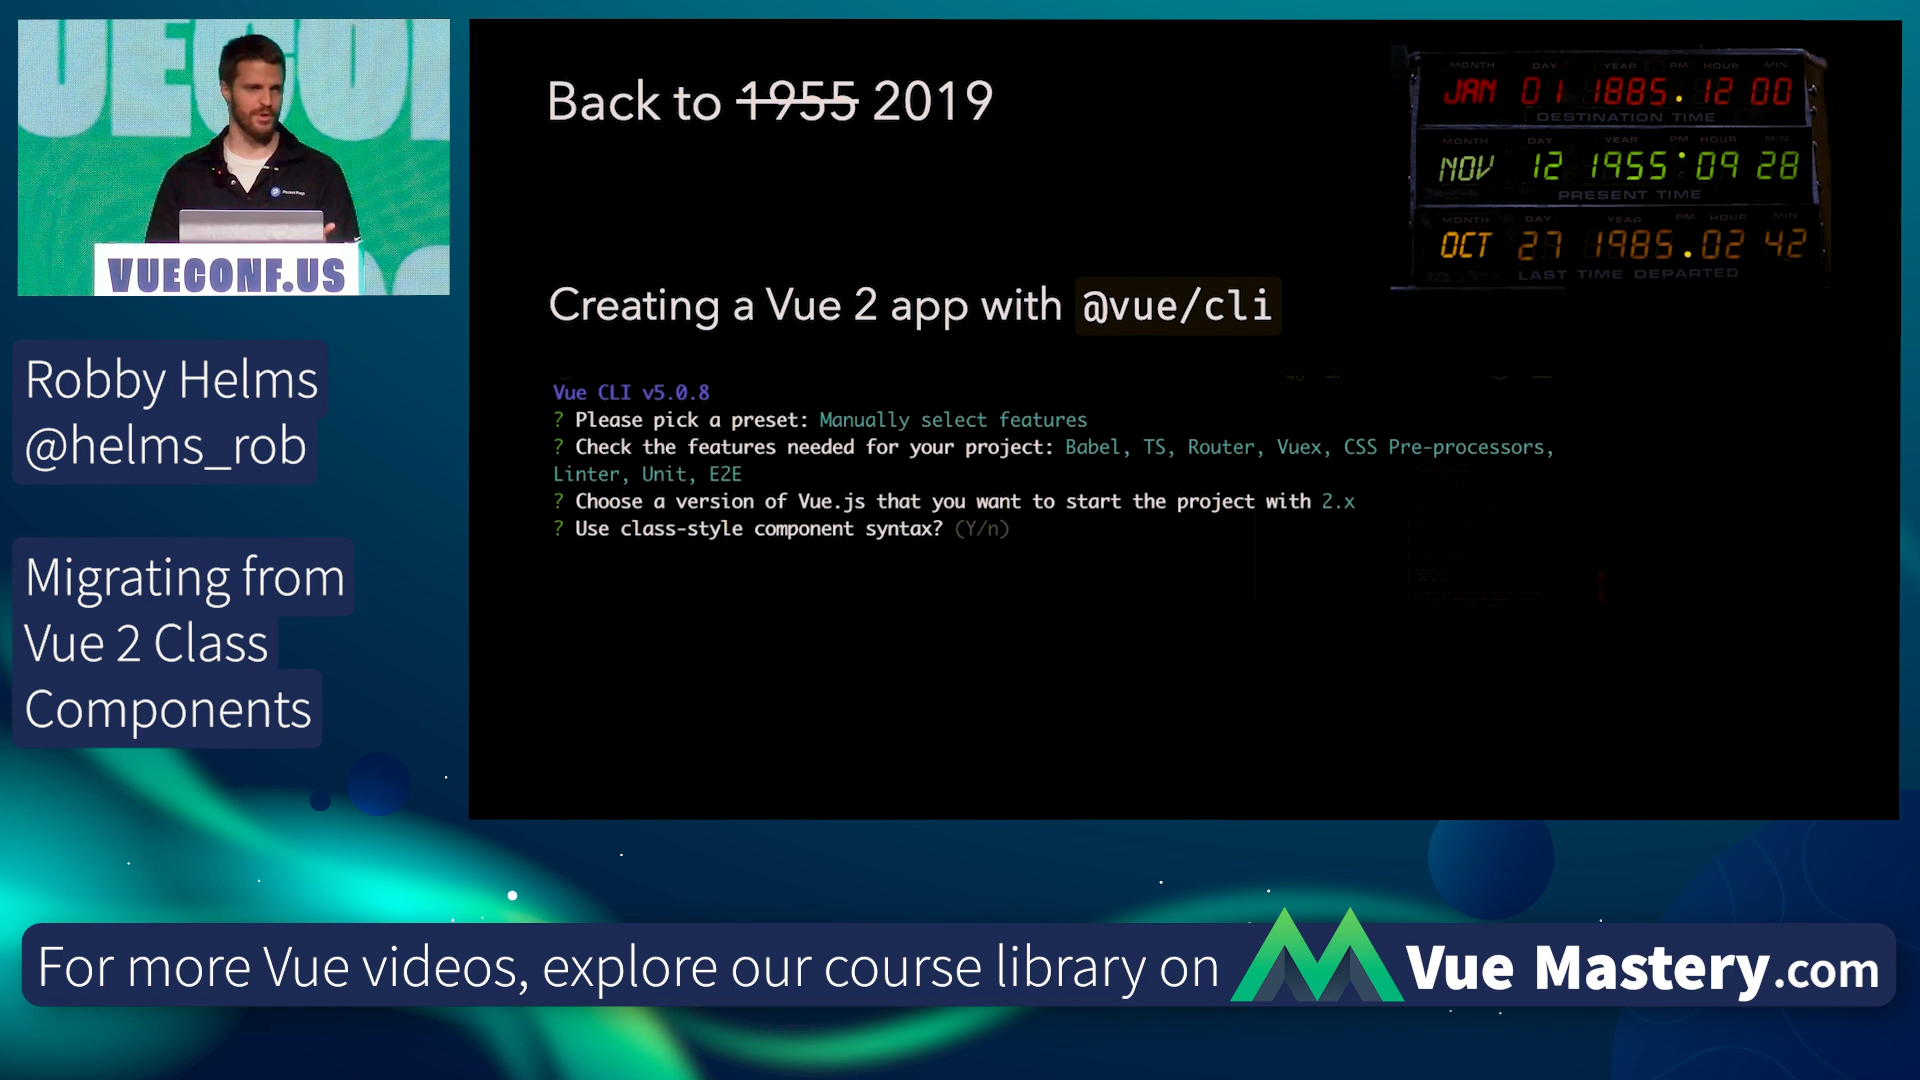 UECONF
Pocket Prep
VUECONF.US
Robby Helms
@helms_rob
Migrating from
Vue 2 Class
Components
Back to 1955 2019
MONTH DAY YEAR PM HOUR MIN
JAN 01 1885 12 00
DESTINATION TIME
MONTH DAY YEAR PM HOUR MIN
NOV 12 1955 09 28
PRESENT TIME
MONTH DAY YEAR PM HOUR MIN
OCT 27 1985 02 42
LAST TIME DEPARTED
Creating a Vue 2 app with @vue/cli
Vue CLI v5.0.8
? Please pick a preset: Manually select features
? Check the features needed for your project: Babel, TS, Router, Vuex, CSS Pre-processors,
Linter, Unit, E2E
? Choose a version of Vue.js that you want to start the project with 2.x
? Use class-style component syntax? (Y/n)
For more Vue videos, explore our course library on Vue Mastery.com